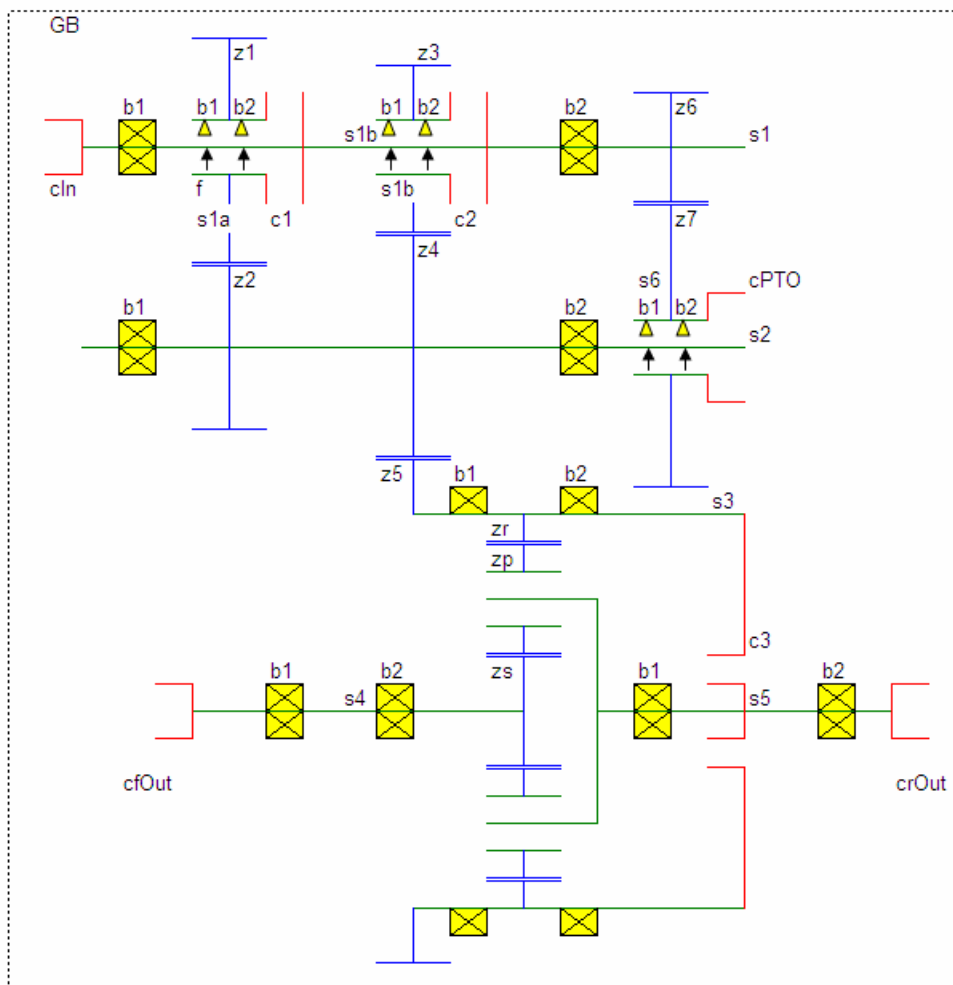 GB
z1
z3
b1 b1 b2 b1 b2 b2 z6
s1b s1
cIn f s1b
s1a c1 c2 z7
z4
z2 s6 cPTO
b1 b2 b1 b2
s2
z5 b1 b2
s3
zr
zp
c3
b1 b2 zs b1 b2
s4 s5
cfOut crOut